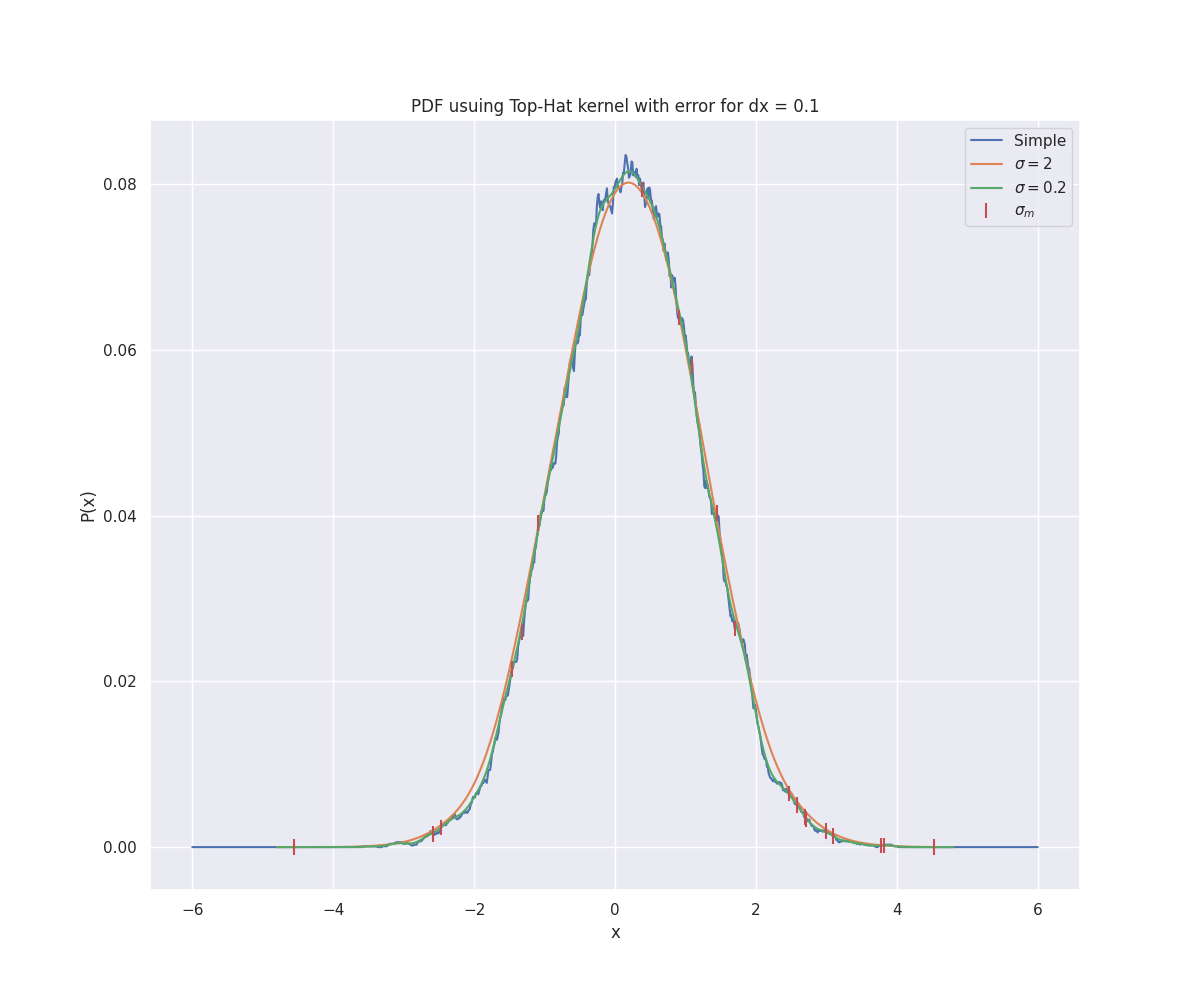 PDF usuing Top-Hat kernel with error for dx = 0.1
Simple
σ = 2
σ = 0.2
σm
0.08
0.06
0.04
0.02
0.00
P(x)
−6
−4
−2
0
2
4
6
x